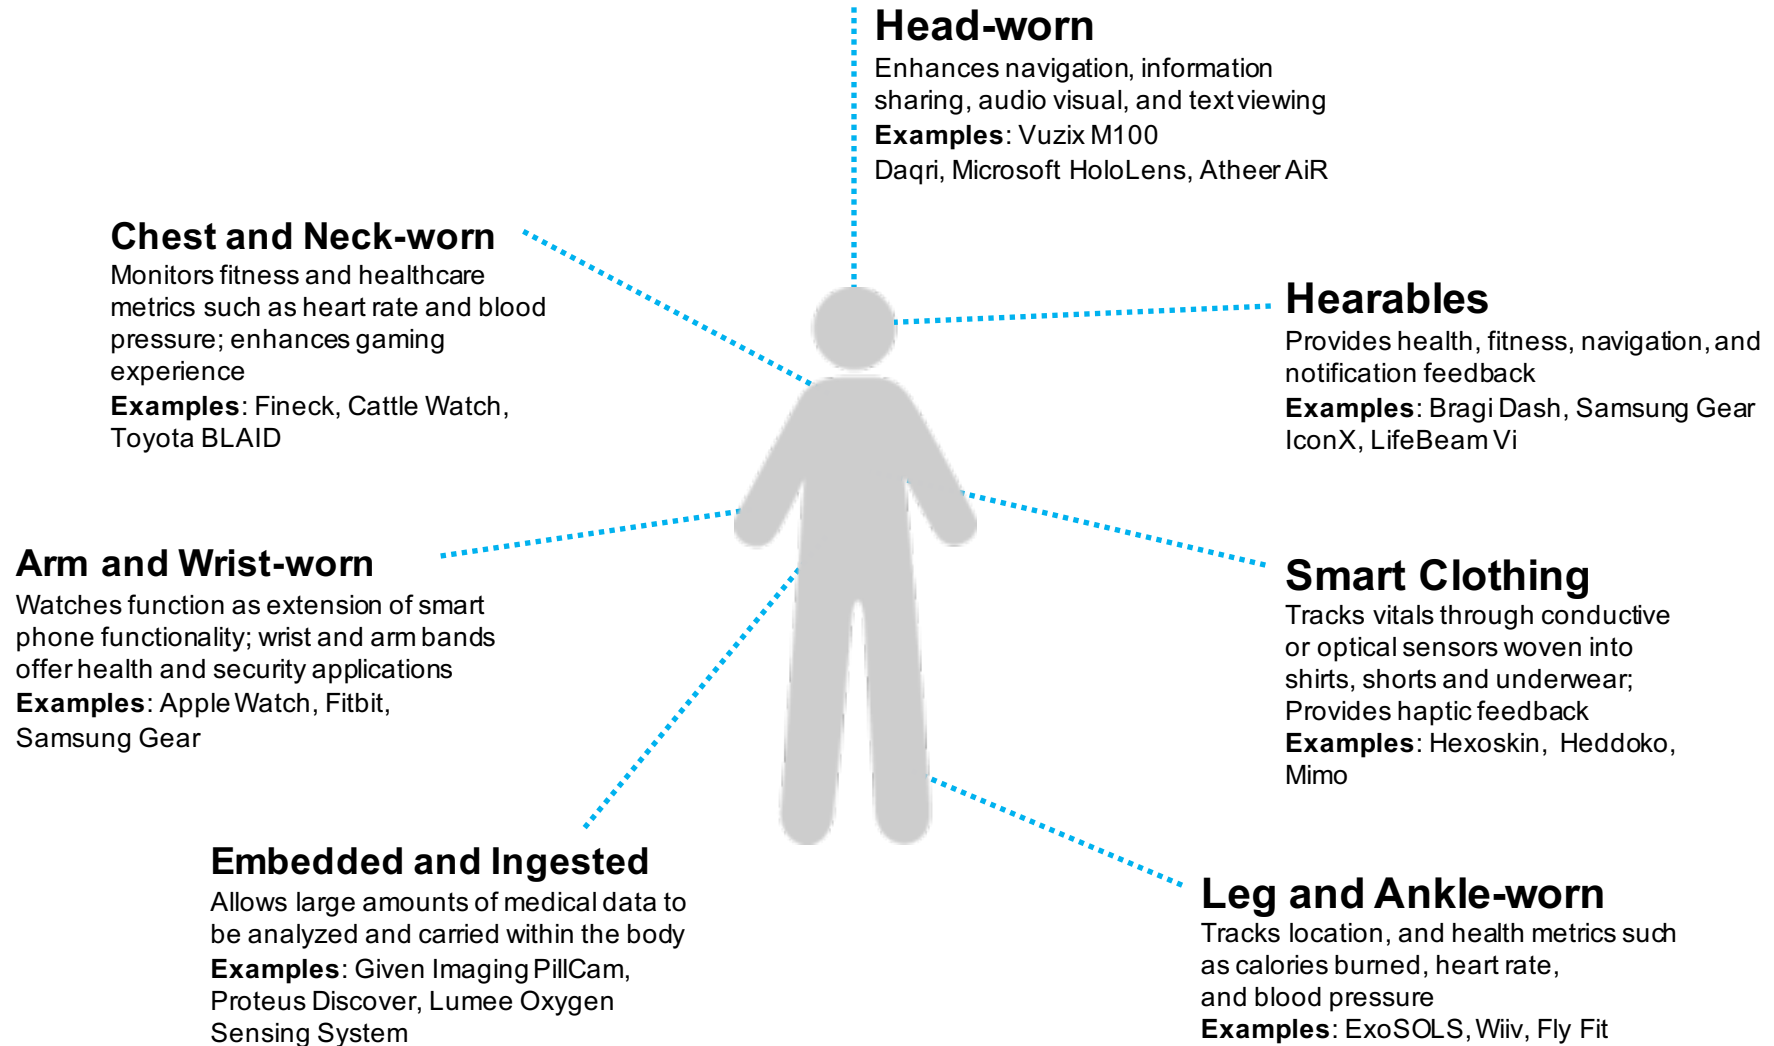 Head-worn
Enhances navigation, information
sharing, audio visual, and text viewing
Examples: Vuzix M100
Daqri, Microsoft HoloLens, Atheer AiR
Chest and Neck-worn
Monitors fitness and healthcare
metrics such as heart rate and blood
pressure; enhances gaming
experience
Examples: Fineck, Cattle Watch,
Toyota BLAID
Hearables
Provides health, fitness, navigation, and
notification feedback
Examples: Bragi Dash, Samsung Gear
IconX, LifeBeam Vi
Arm and Wrist-worn
Watches function as extension of smart
phone functionality; wrist and arm bands
offer health and security applications
Examples: Apple Watch, Fitbit,
Samsung Gear
Smart Clothing
Tracks vitals through conductive
or optical sensors woven into
shirts, shorts and underwear;
Provides haptic feedback
Examples: Hexoskin, Heddoko,
Mimo
Embedded and Ingested
Allows large amounts of medical data to
be analyzed and carried within the body
Examples: Given Imaging PillCam,
Proteus Discover, Lumee Oxygen
Sensing System
Leg and Ankle-worn
Tracks location, and health metrics such
as calories burned, heart rate,
and blood pressure
Examples: ExoSOLS, Wiiv, Fly Fit